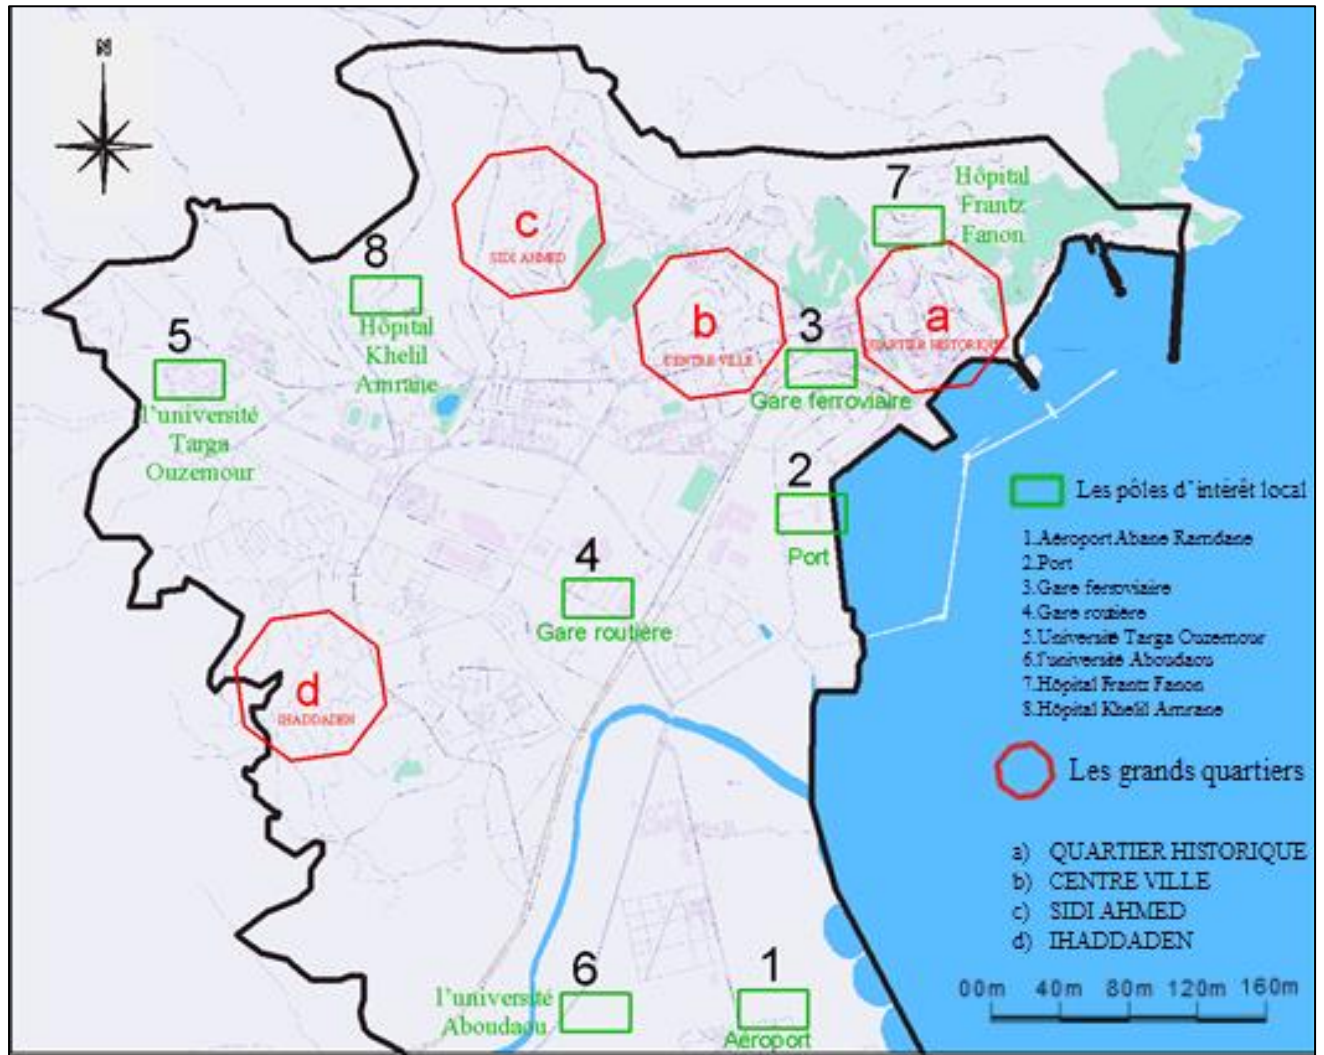 N
7
Hôpital
Frantz
Fanon
c
SIDI AHMED
8
Hôpital
Khelil
Amrane
b
CENTRE VILLE
3
Gare ferroviaire
a
QUARTIER HISTORIQUE
5
l'université
Targa
Ouzemour
2
Port
4
Gare routière
d
IHADDADEN
6
l'université
Aboudaou
1
Aéroport
Les pôles d'intérêt local
1.Aéroport Abane Ramdane
2.Port
3.Gare ferroviaire
4.Gare routière
5.Université Targa Ouzemour
6.l'université Aboudaou
7.Hôpital Frantz Fanon
8.Hôpital Khelil Amrane
Les grands quartiers
a) QUARTIER HISTORIQUE
b) CENTRE VILLE
c) SIDI AHMED
d) IHADDADEN
00m 40m 80m 120m 160m